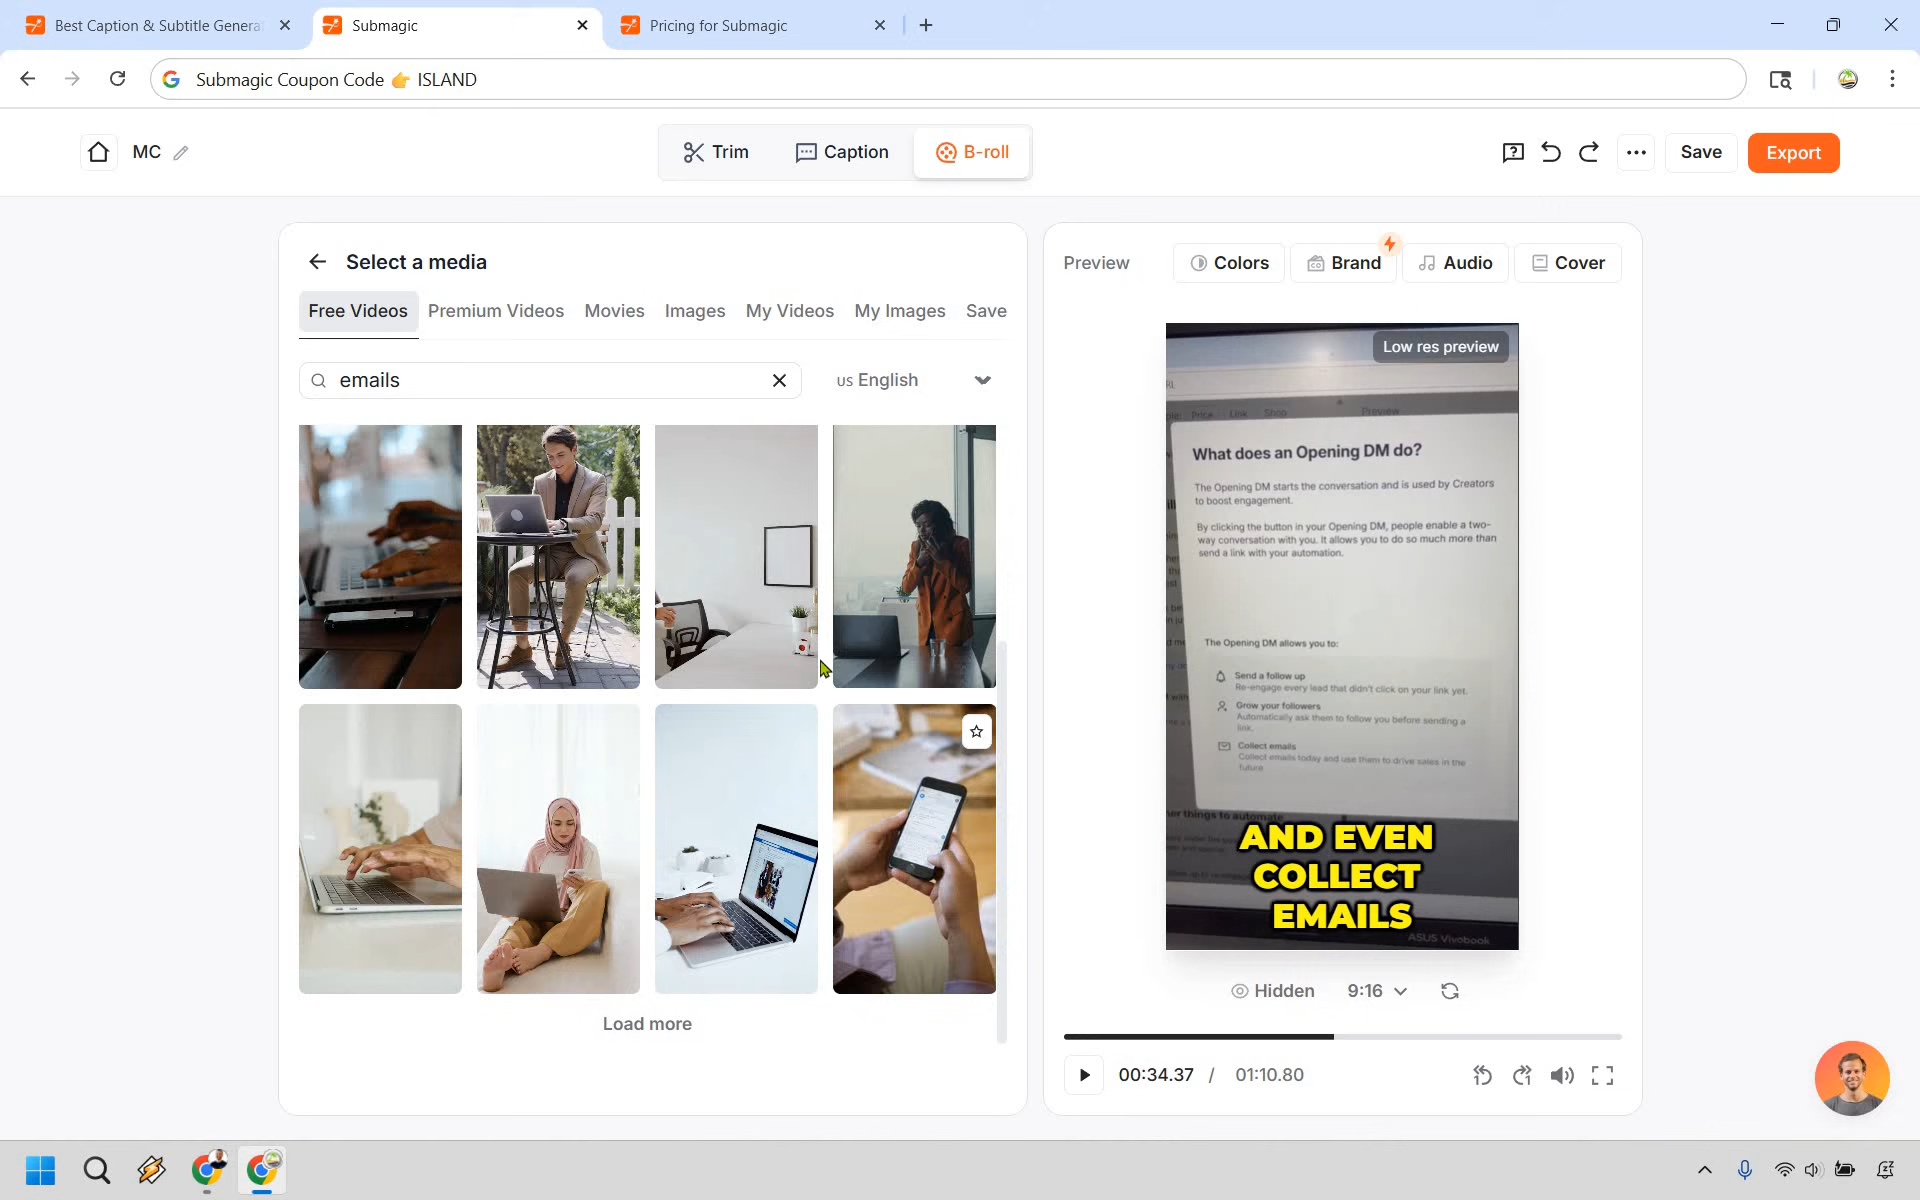 Best Caption & Subtitle Genera
Submagic
Pricing for Submagic
Submagic Coupon Code 👉 ISLAND
MC
Trim
Caption
B-roll
Save
Export
Select a media
Free Videos
Premium Videos
Movies
Images
My Videos
My Images
Save
emails
US English
Load more
Preview
Colors
Brand
Audio
Cover
Low res preview
Price Link Shop Preview
What does an Opening DM do?
The Opening DM starts the conversation and is used by Creators
to boost engagement.
By clicking the button in your Opening DM, people enable a two-
way conversation with you. It allows you to do so much more than
send a link with your automation.
The Opening DM allows you to:
Send a follow up
Re-engage every lead that didn't click on your link yet.
Grow your followers
Automatically ask them to follow you before sending a
link.
Collect emails
Collect emails today and use them to drive sales in the
future
her things to automate
AND EVEN
COLLECT
EMAILS
ASUS Vivobook
Hidden
9:16
00:34.37 / 01:10.80